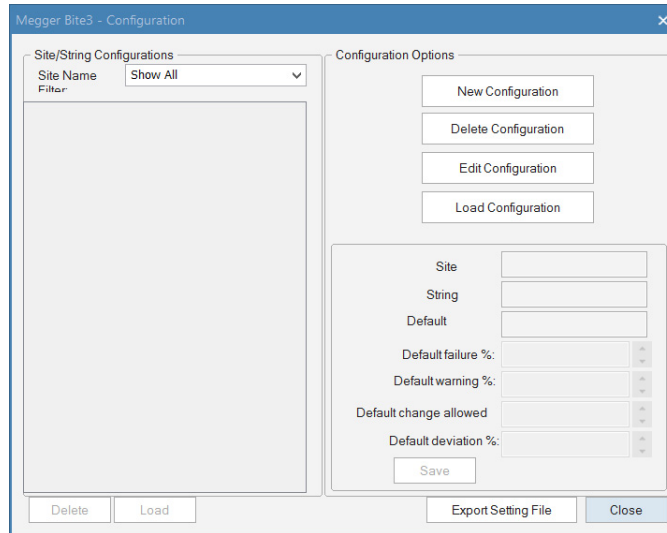 Megger Bite3 - Configuration
Site/String Configurations
Site Name
Filter:
Show All
Configuration Options
New Configuration
Delete Configuration
Edit Configuration
Load Configuration
Site
String
Default
Default failure %:
Default warning %:
Default change allowed
Default deviation %:
Save
Delete
Load
Export Setting File
Close